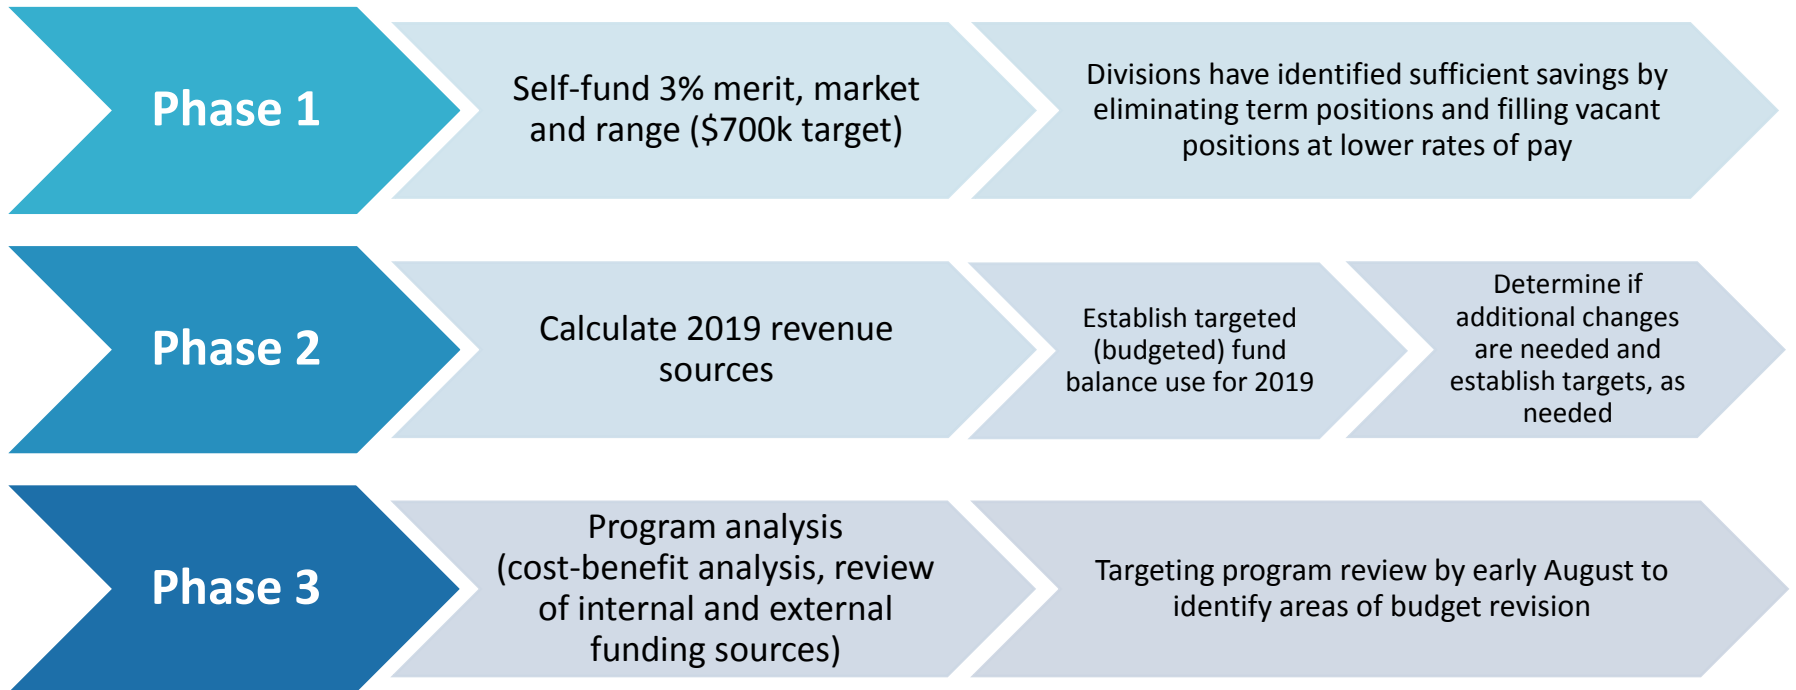 Phase 1
Self-fund 3% merit, market
and range ($700k target)
Divisions have identified sufficient savings by
eliminating term positions and filling vacant
positions at lower rates of pay
Phase 2
Calculate 2019 revenue
sources
Establish targeted
(budgeted) fund
balance use for 2019
Determine if
additional changes
are needed and
establish targets, as
needed
Phase 3
Program analysis
(cost-benefit analysis, review
of internal and external
funding sources)
Targeting program review by early August to
identify areas of budget revision